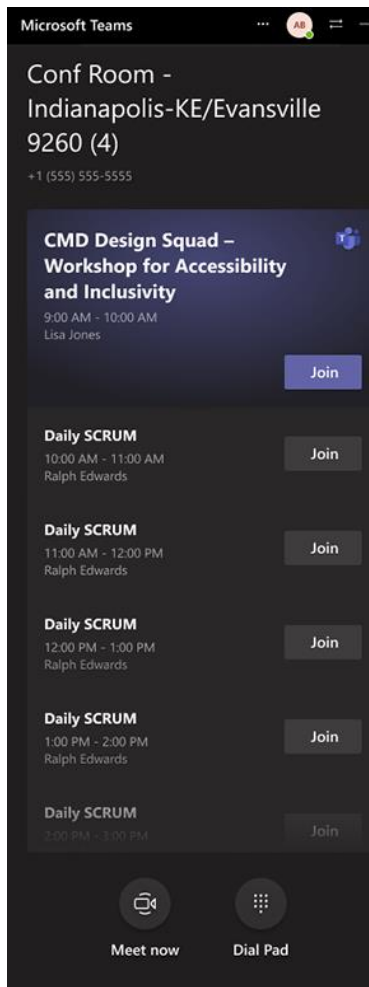 Microsoft Teams ... AB
Conf Room -
Indianapolis-KE/Evansville
9260 (4)
+1 (555) 555-5555
CMD Design Squad –
Workshop for Accessibility
and Inclusivity
9:00 AM - 10:00 AM
Lisa Jones
Join
Daily SCRUM
10:00 AM - 11:00 AM
Ralph Edwards
Join
Daily SCRUM
11:00 AM - 12:00 PM
Ralph Edwards
Join
Daily SCRUM
12:00 PM - 1:00 PM
Ralph Edwards
Join
Daily SCRUM
1:00 PM - 2:00 PM
Ralph Edwards
Join
Daily SCRUM
2:00 PM - 3:00 PM
Join
Meet now
Dial Pad